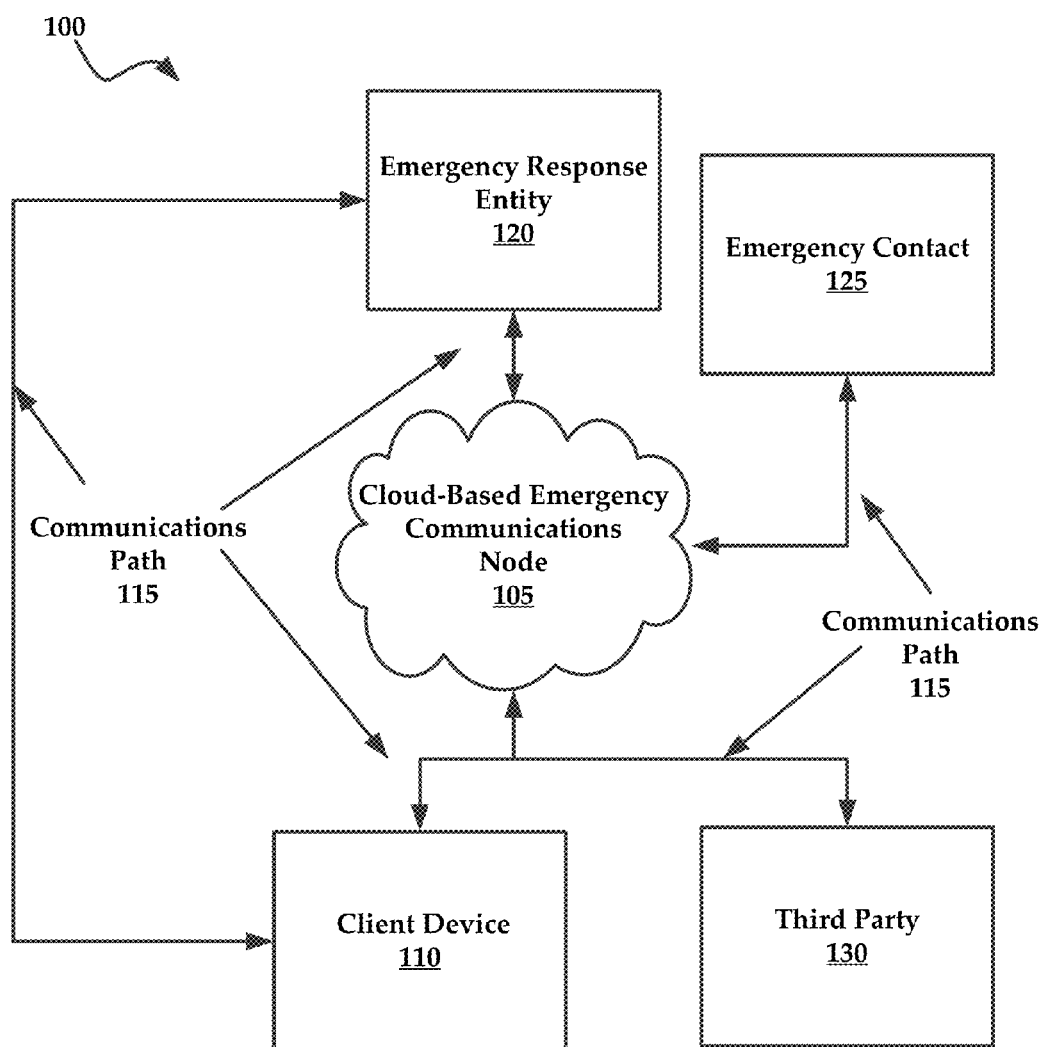 100
Emergency Response
Entity
120
Emergency Contact
125
Cloud-Based Emergency
Communications
Node
105
Communications
Path
115
Communications
Path
115
Client Device
110
Third Party
130